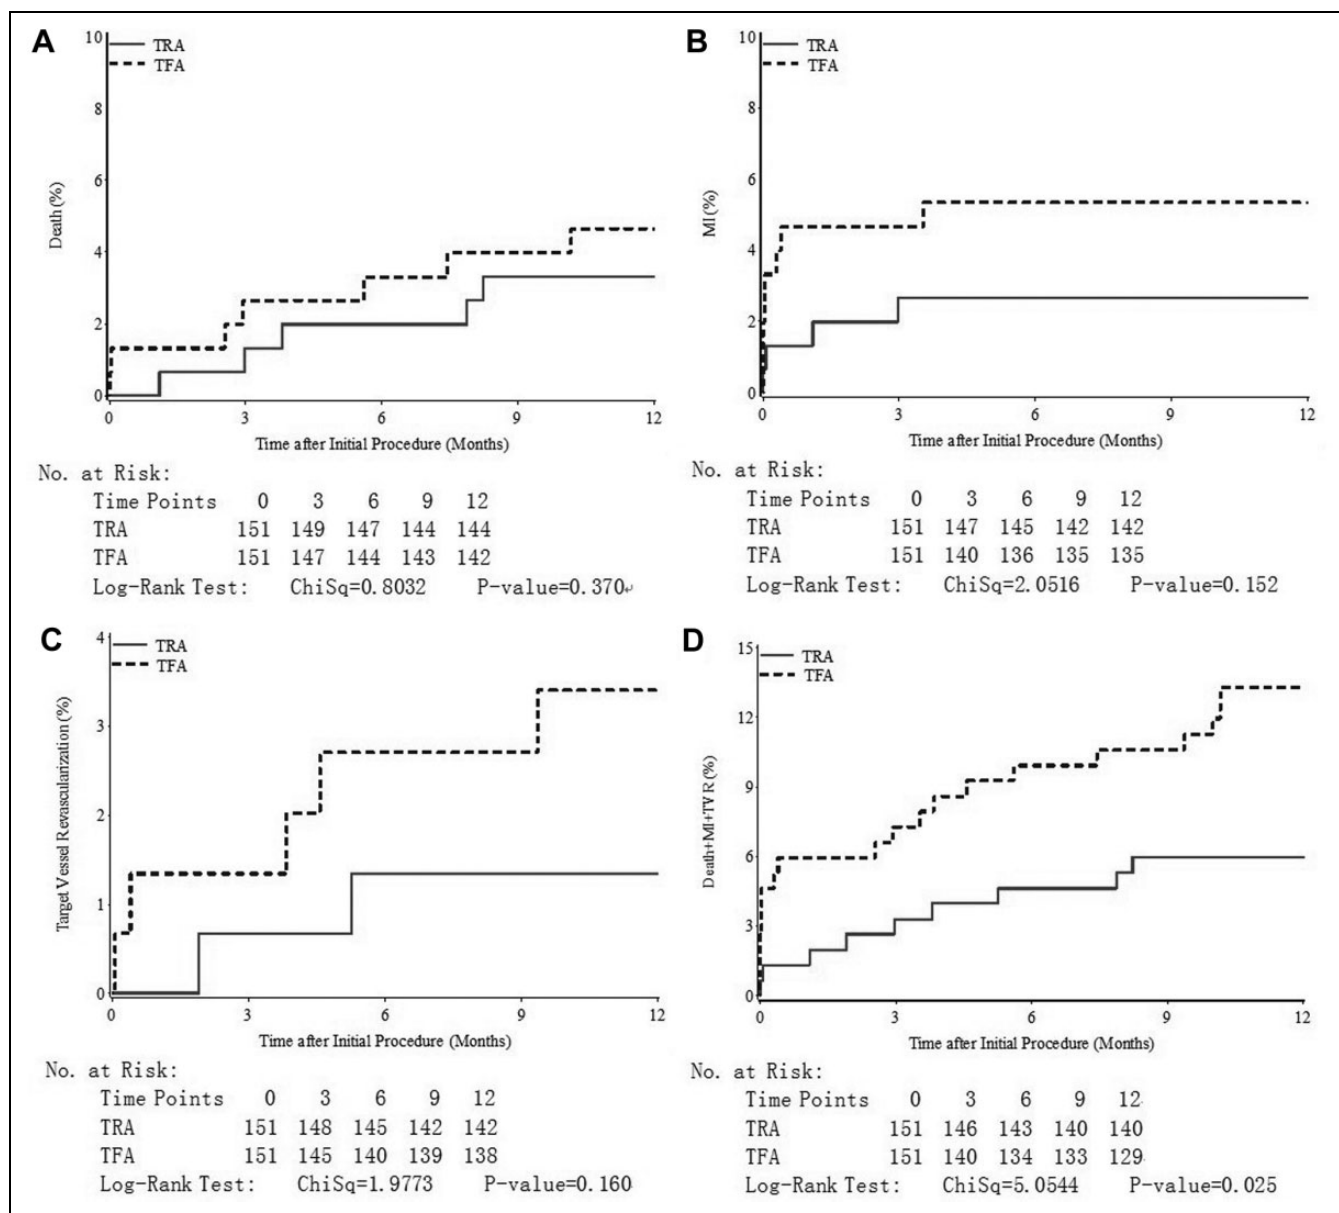 A
TRA
TFA
10
8
6
4
2
0
Death (%)
0 3 6 9 12
Time after Initial Procedure (Months)
No. at Risk:
Time Points 0 3 6 9 12
TRA 151 149 147 144 144
TFA 151 147 144 143 142
Log-Rank Test: ChiSq=0.8032 P-value=0.370
B
TRA
TFA
10
8
6
4
2
0
MI (%)
0 3 6 9 12
Time after Initial Procedure (Months)
No. at Risk:
Time Points 0 3 6 9 12
TRA 151 147 145 142 142
TFA 151 140 136 135 135
Log-Rank Test: ChiSq=2.0516 P-value=0.152
C
TRA
TFA
4
3
2
1
0
Target Vessel Revascularization (%)
0 3 6 9 12
Time after Initial Procedure (Months)
No. at Risk:
Time Points 0 3 6 9 12
TRA 151 148 145 142 142
TFA 151 145 140 139 138
Log-Rank Test: ChiSq=1.9773 P-value=0.160
D
TRA
TFA
15
12
9
6
3
0
Death+MI+TVR (%)
0 3 6 9 12
Time after Initial Procedure (Months)
No. at Risk:
Time Points 0 3 6 9 12
TRA 151 146 143 140 140
TFA 151 140 134 133 129
Log-Rank Test: ChiSq=5.0544 P-value=0.025